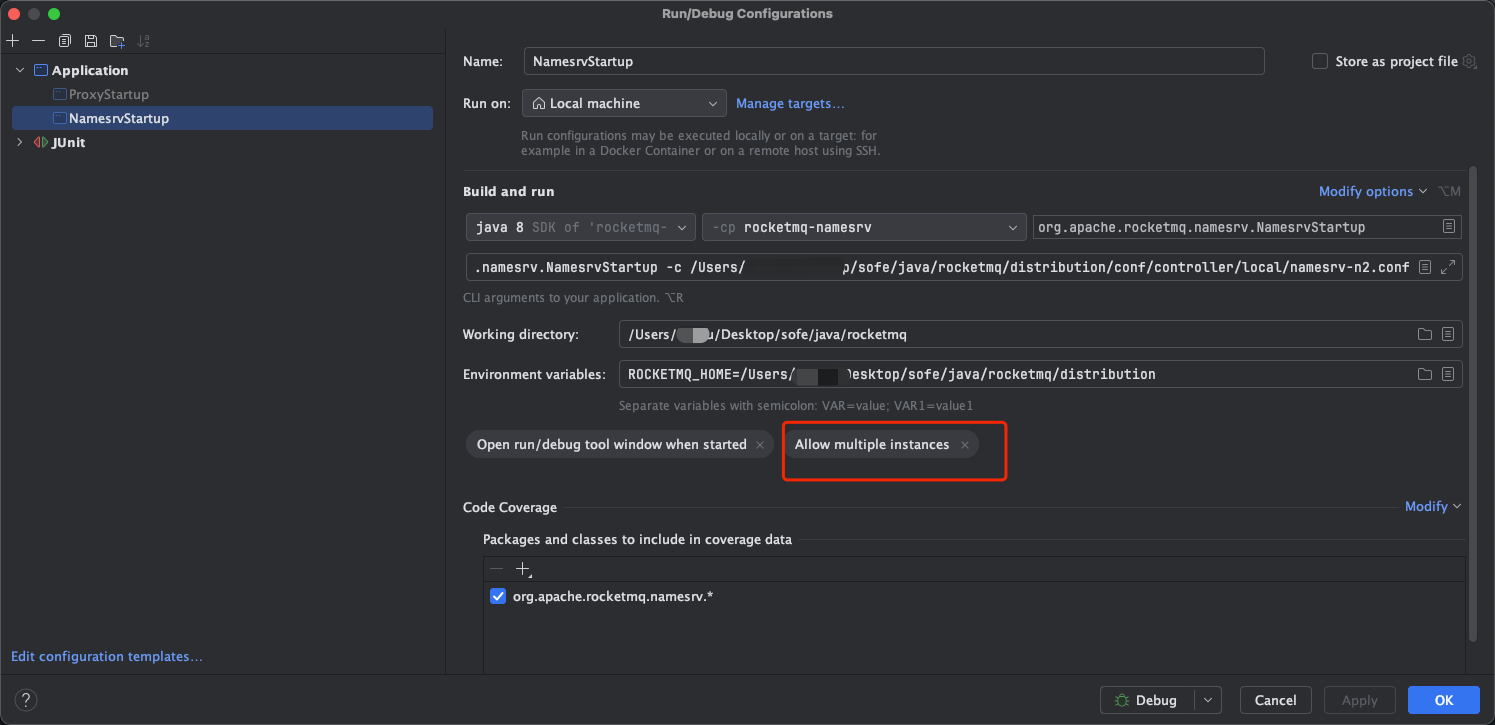 Run/Debug Configurations
Application
ProxyStartup
NamesrvStartup
JUnit
Edit configuration templates...
Name: NamesrvStartup Store as project file
Run on: Local machine Manage targets...
Run configurations may be executed locally or on a target: for
example in a Docker Container or on a remote host using SSH.
Build and run Modify options ⌥M
java 8 SDK of 'rocketmq- -cp rocketmq-namesrv org.apache.rocketmq.namesrv.NamesrvStartup
.namesrv.NamesrvStartup -c /Users/ /sofe/java/rocketmq/distribution/conf/controller/local/namesrv-n2.conf
CLI arguments to your application. ⌥R
Working directory: /Users/ /Desktop/sofe/java/rocketmq
Environment variables: ROCKETMQ_HOME=/Users/ esktop/sofe/java/rocketmq/distribution
Separate variables with semicolon: VAR=value; VAR1=value1
Open run/debug tool window when started × Allow multiple instances ×
Code Coverage Modify
Packages and classes to include in coverage data
org.apache.rocketmq.namesrv.*
? Debug Cancel Apply OK